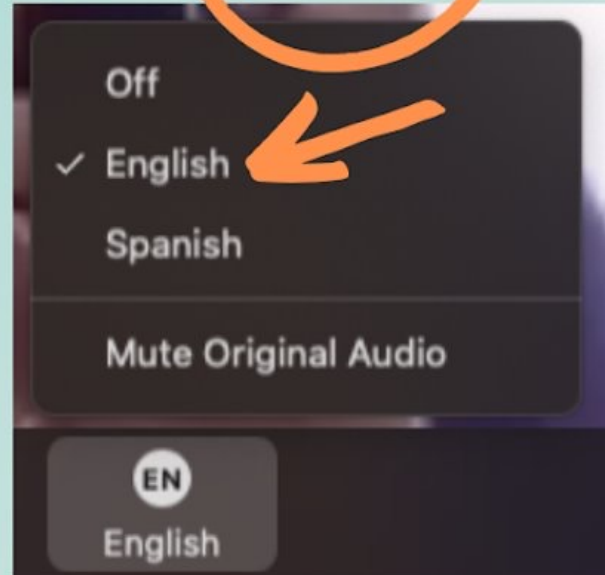 Off
✓ English
Spanish
Mute Original Audio
EN
English